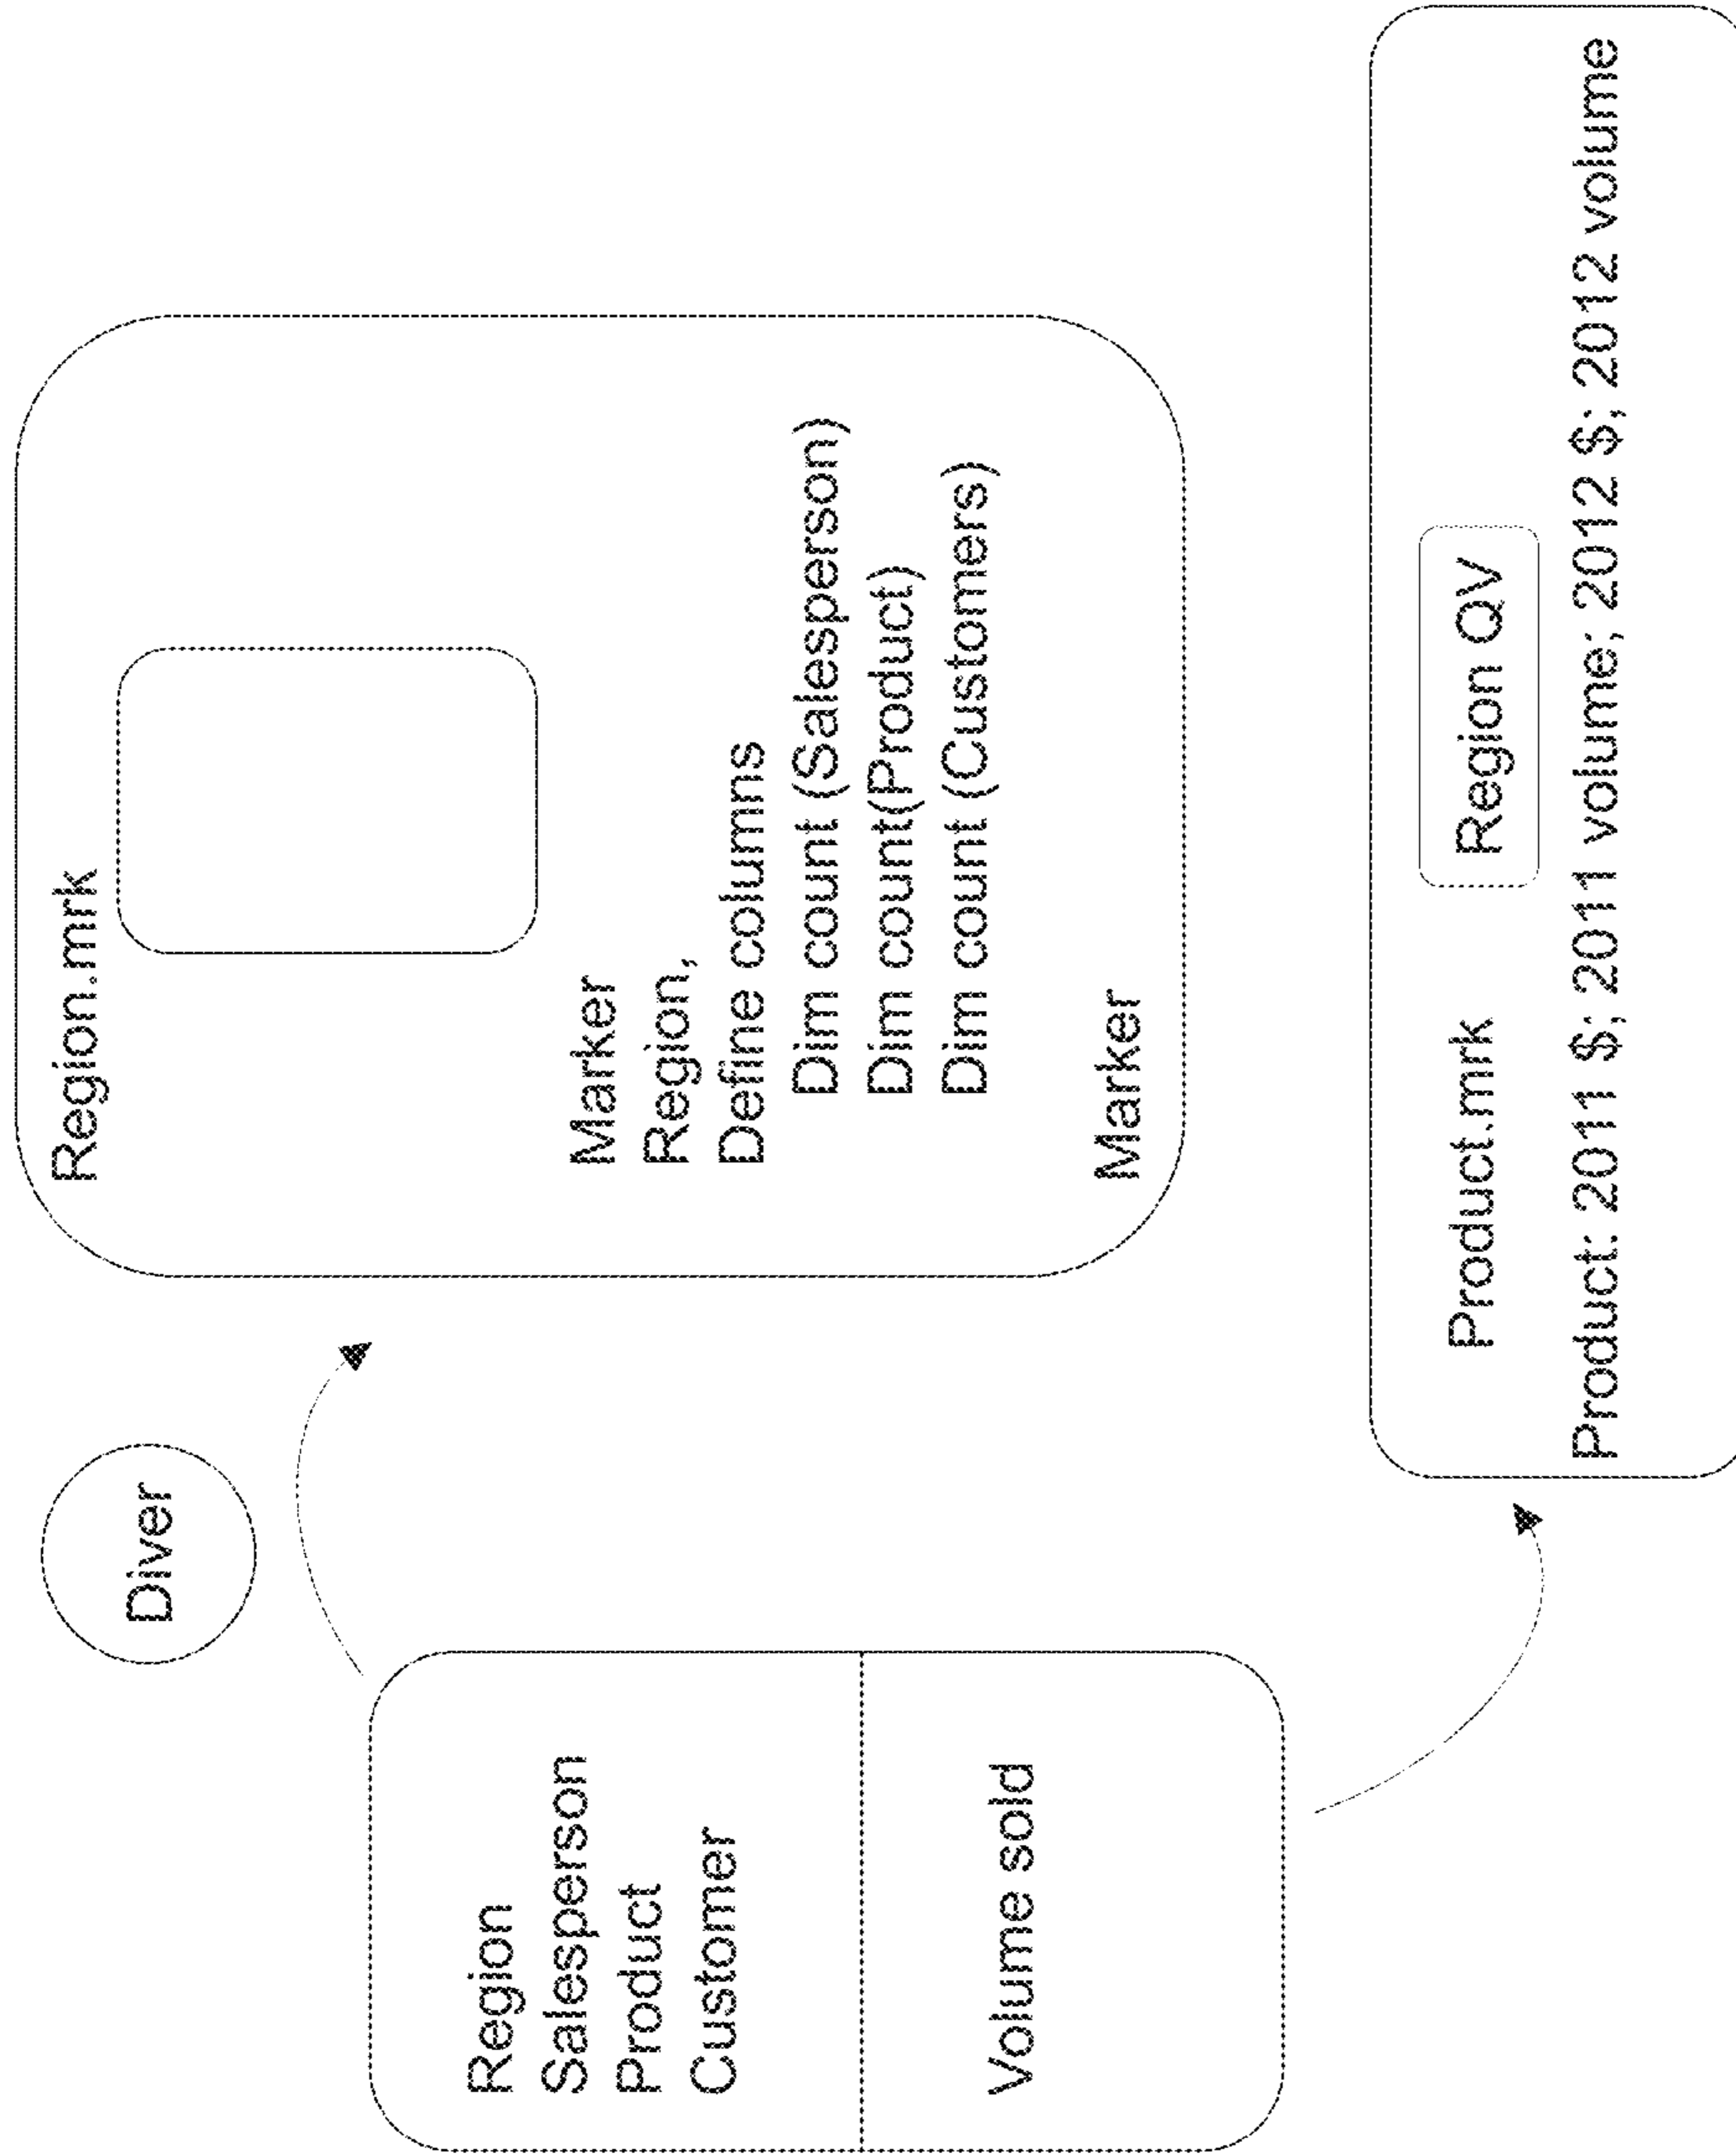 Diver
Region
Salesperson
Product
Customer
Volume sold
Region.mrk
Marker
Region,
Define columns
Dim count (Salesperson)
Dim count(Product)
Dim count (Customers)
Marker
Product.mrk
Region QV
Product: 2011 $; 2011 volume; 2012 $; 2012 volume